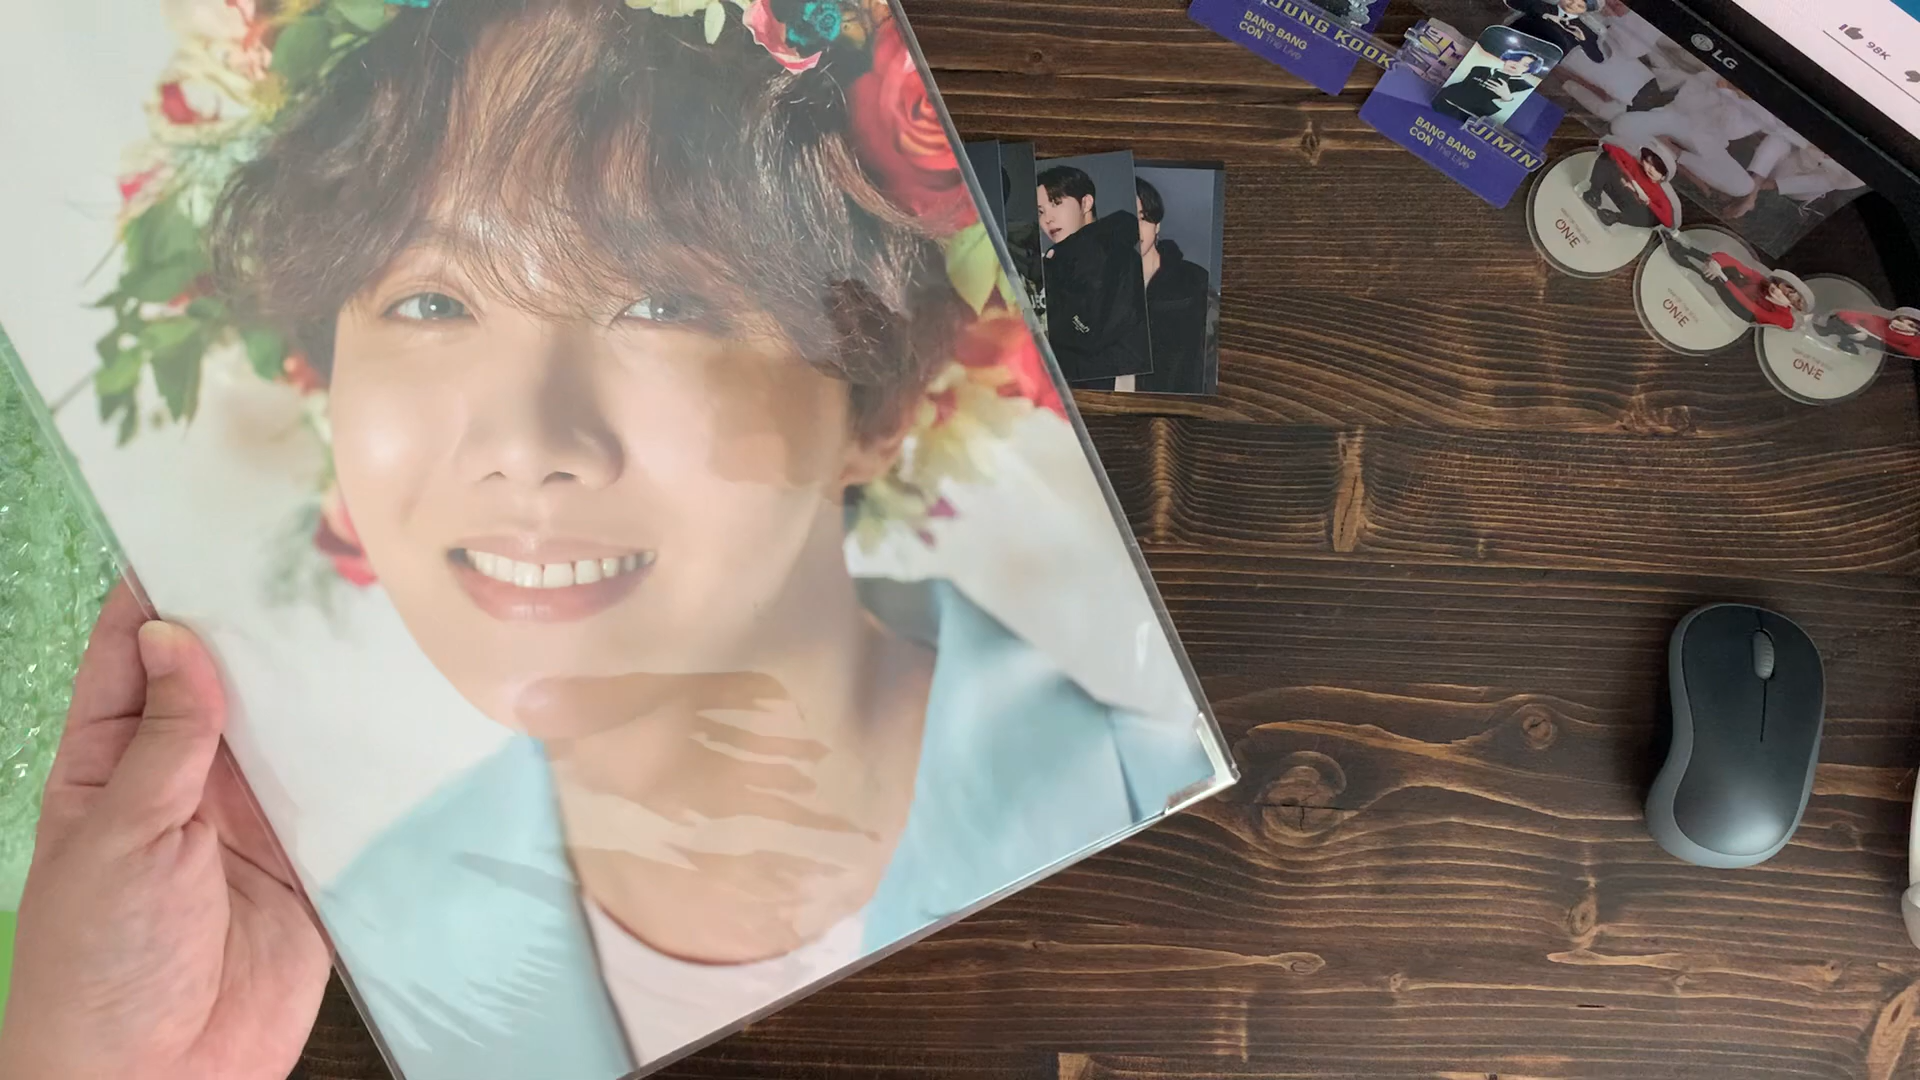 JUNG KOOK
BANG BANG
CON The Live
JIMIN
BANG BANG
CON The Live
LG
98K
ON:E
ON:E
ON:E